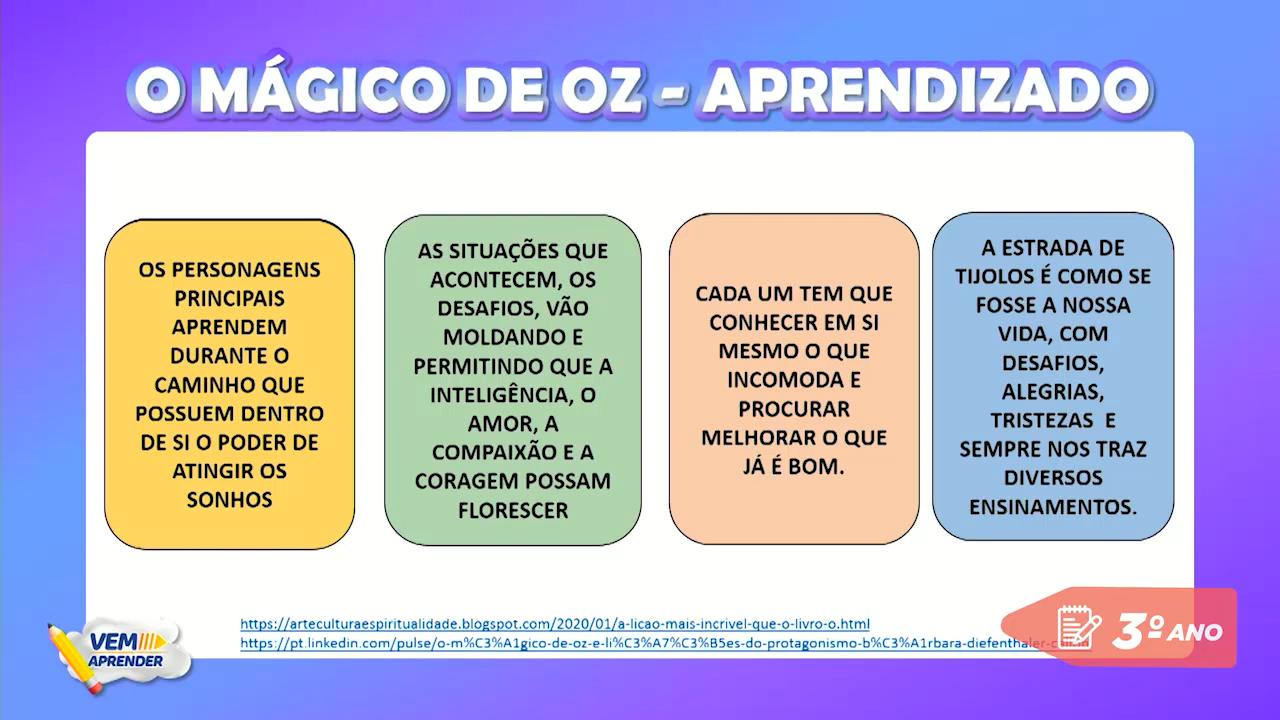 O MÁGICO DE OZ - APRENDIZADO
OS PERSONAGENS
PRINCIPAIS
APRENDEM
DURANTE O
CAMINHO QUE
POSSUEM DENTRO
DE SI O PODER DE
ATINGIR OS
SONHOS
AS SITUAÇÕES QUE
ACONTECEM, OS
DESAFIOS, VÃO
MOLDANDO E
PERMITINDO QUE A
INTELIGÊNCIA, O
AMOR, A
COMPAIXÃO E A
CORAGEM POSSAM
FLORESCER
CADA UM TEM QUE
CONHECER EM SI
MESMO O QUE
INCOMODA E
PROCURAR
MELHORAR O QUE
JÁ É BOM.
A ESTRADA DE
TIJOLOS É COMO SE
FOSSE A NOSSA
VIDA, COM
DESAFIOS,
ALEGRIAS,
TRISTEZAS E
SEMPRE NOS TRAZ
DIVERSOS
ENSINAMENTOS.
https://arteculturaespiritualidade.blogspot.com/2020/01/a-licao-mais-incrivel-que-o-livro-o.html
https://pt.linkedin.com/pulse/o-m%C3%A1gico-de-oz-e-li%C3%A7%C3%B5es-do-protagonismo-b%C3%A1rbara-diefenthaler
VEM
APRENDER
3º ANO